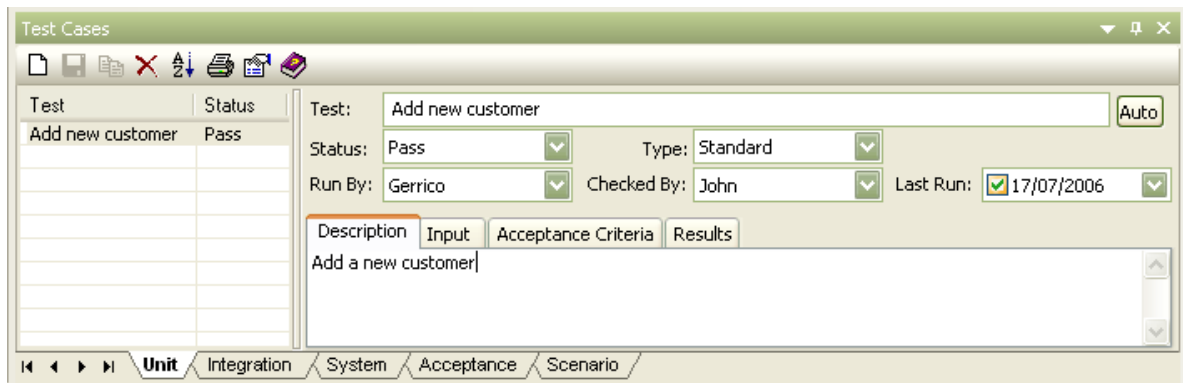 Test Cases
Test Status
Add new customer Pass
Test: Add new customer Auto
Status: Pass Type: Standard
Run By: Gerrico Checked By: John Last Run: 17/07/2006
Description Input Acceptance Criteria Results
Add a new customer
Unit Integration System Acceptance Scenario